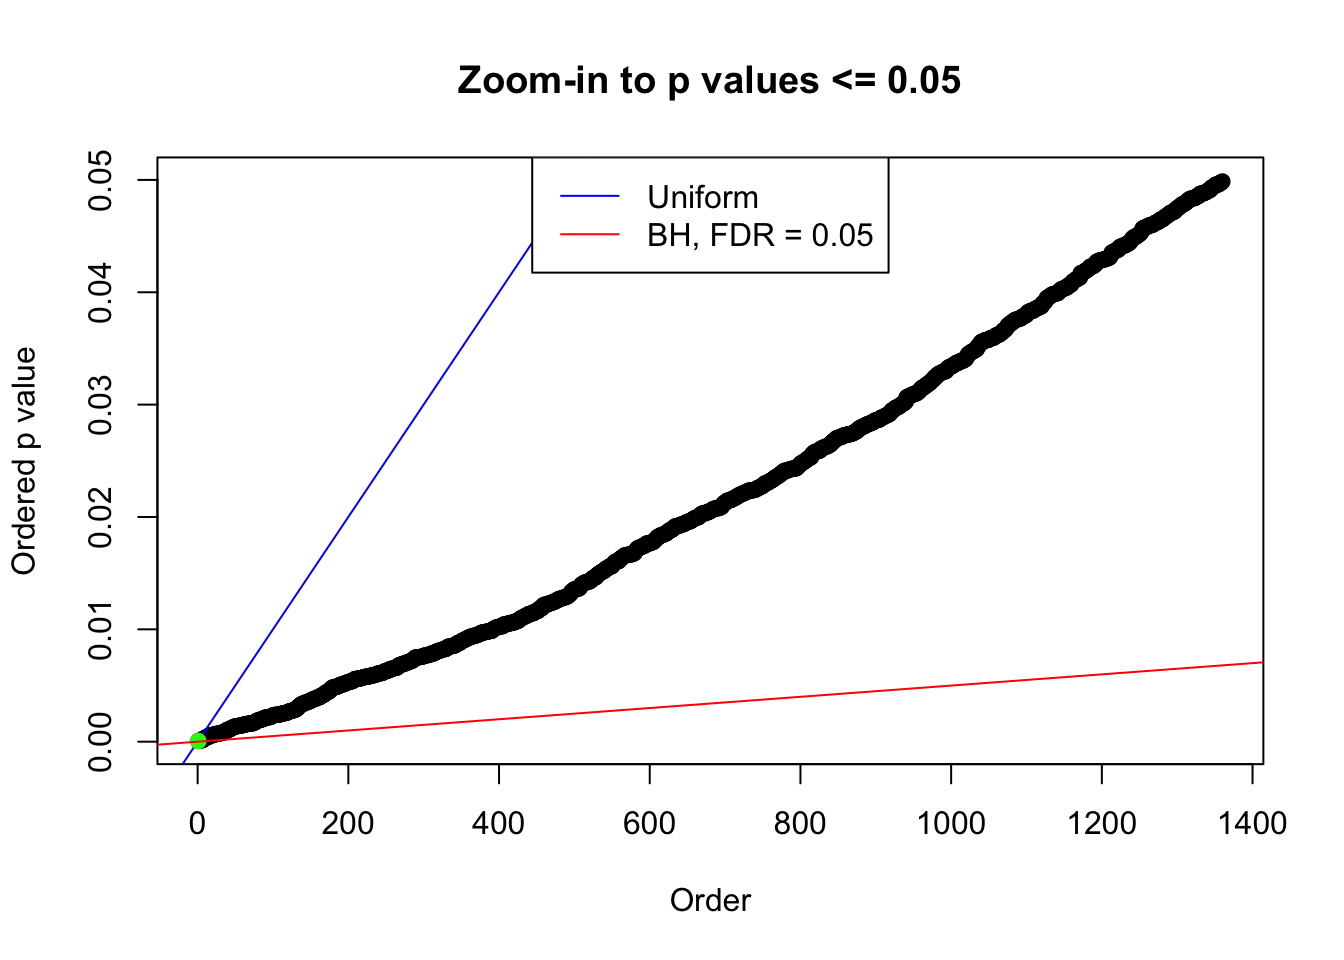 Zoom-in to p values <= 0.05
Uniform
BH, FDR = 0.05
Ordered p value
0.05
0.04
0.03
0.02
0.01
0.00
0 200 400 600 800 1000 1200 1400
Order